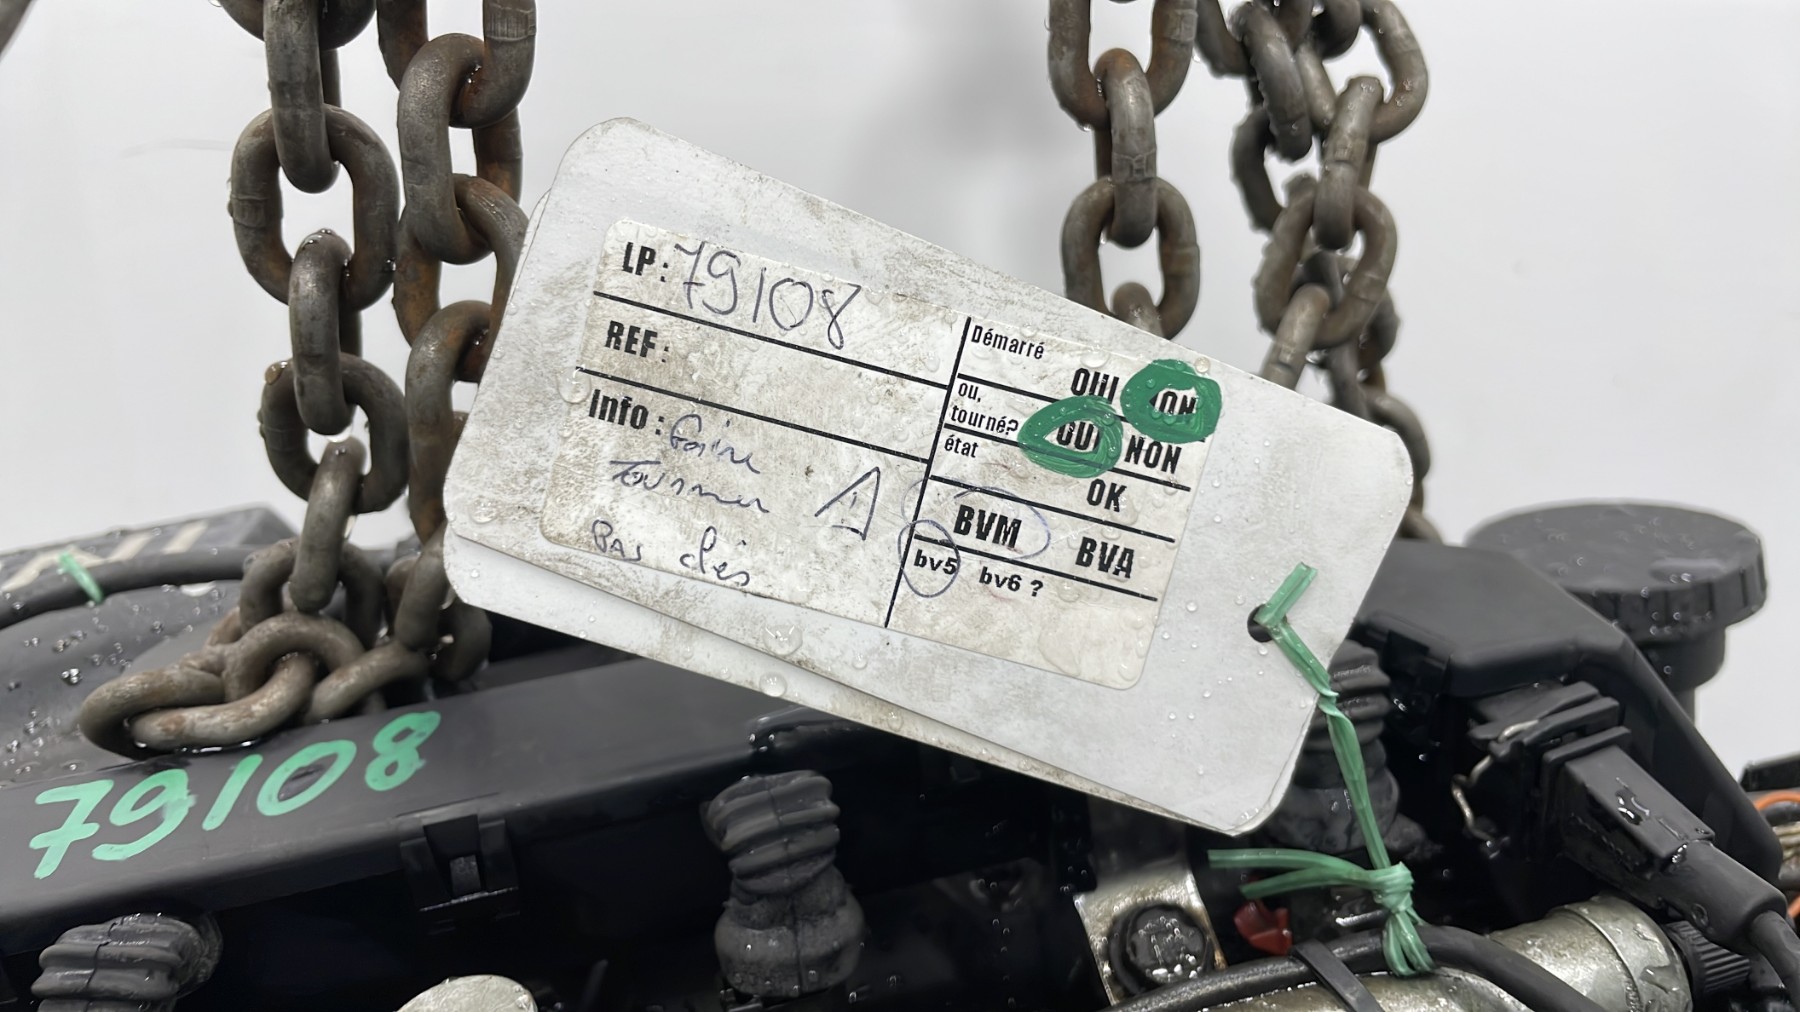 LP: 79108
REF:
Info: Faire
Tourner
Pas clés
Démarré
OUI NON
ou,
tourné? OUI NON
état
OK
BVM BVA
bv5 bv6 ?
79108